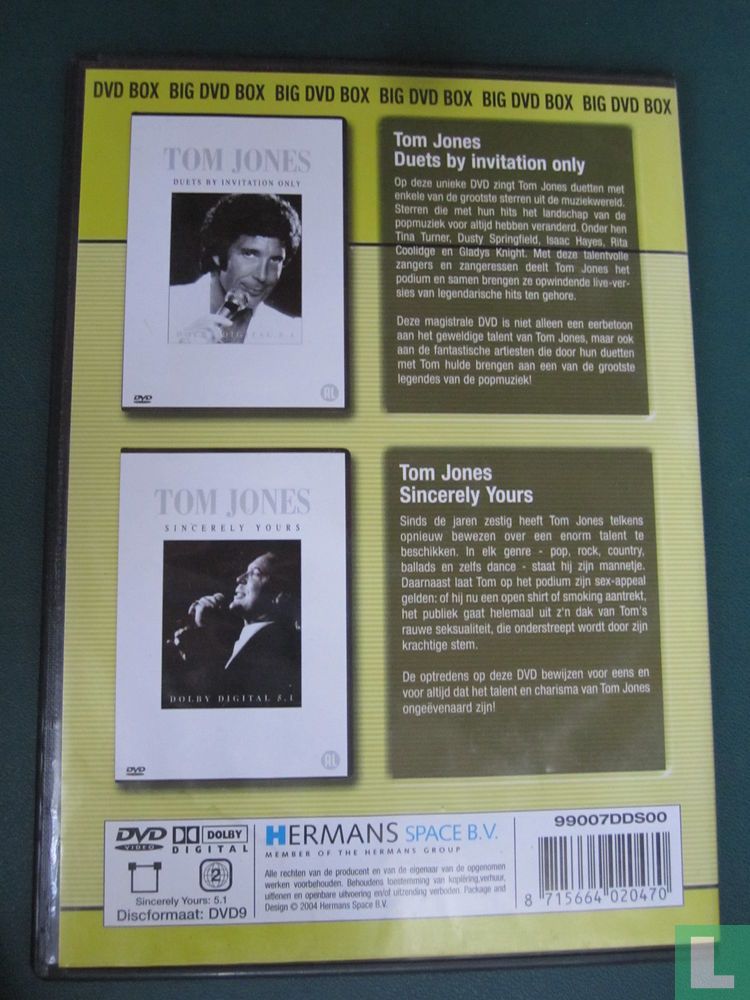 DVD BOX BIG DVD BOX BIG DVD BOX BIG DVD BOX BIG DVD BOX BIG DVD BOX
TOM JONES
DUETS BY INVITATION ONLY
DOLBY DIGITAL 5.1
DVD
AL
Tom Jones
Duets by invitation only
Op deze unieke DVD zingt Tom Jones duetten met
enkele van de grootste sterren uit de muziekwereld.
Sterren die met hun hits het landschap van de
popmuziek voor altijd hebben veranderd. Onder hen
Tina Turner, Dusty Springfield, Isaac Hayes, Rita
Coolidge en Gladys Knight. Met deze talentvolle
zangers en zangeressen deelt Tom Jones het
podium en samen brengen ze opwindende live-ver-
sies van legendarische hits ten gehore.
Deze magistrale DVD is niet alleen een eerbetoon
aan het geweldige talent van Tom Jones, maar ook
aan de fantastische artiesten die door hun duetten
met Tom hulde brengen aan een van de grootste
legendes van de popmuziek!
TOM JONES
SINCERELY YOURS
DOLBY DIGITAL 5.1
DVD
AL
Tom Jones
Sincerely Yours
Sinds de jaren zestig heeft Tom Jones telkens
opnieuw bewezen over een enorm talent te
beschikken. In elk genre - pop, rock, country,
ballads en zelfs dance - staat hij zijn mannetje.
Daarnaast laat Tom op het podium zijn sex-appeal
gelden: of hij nu een open shirt of smoking aantrekt,
het publiek gaat helemaal uit z'n dak van Tom's
rauwe seksualiteit, die onderstreept wordt door zijn
krachtige stem.
De optredens op deze DVD bewijzen voor eens en
voor altijd dat het talent en charisma van Tom Jones
ongeëvenaard zijn!
DVD VIDEO
DOLBY DIGITAL
2
Sincerely Yours: 5.1
Discformaat: DVD9
HERMANS SPACE B.V.
MEMBER OF THE HERMANS GROUP
Alle rechten van de producent en van de eigenaar van de opgenomen
werken voorbehouden. Behoudens toestemming van kopiëring,verhuur,
uitlenen en openbare uitvoering en/of uitzending verboden. Package and
Design © 2004 Hermans Space B.V.
99007DDS00
8 715664 020470
L